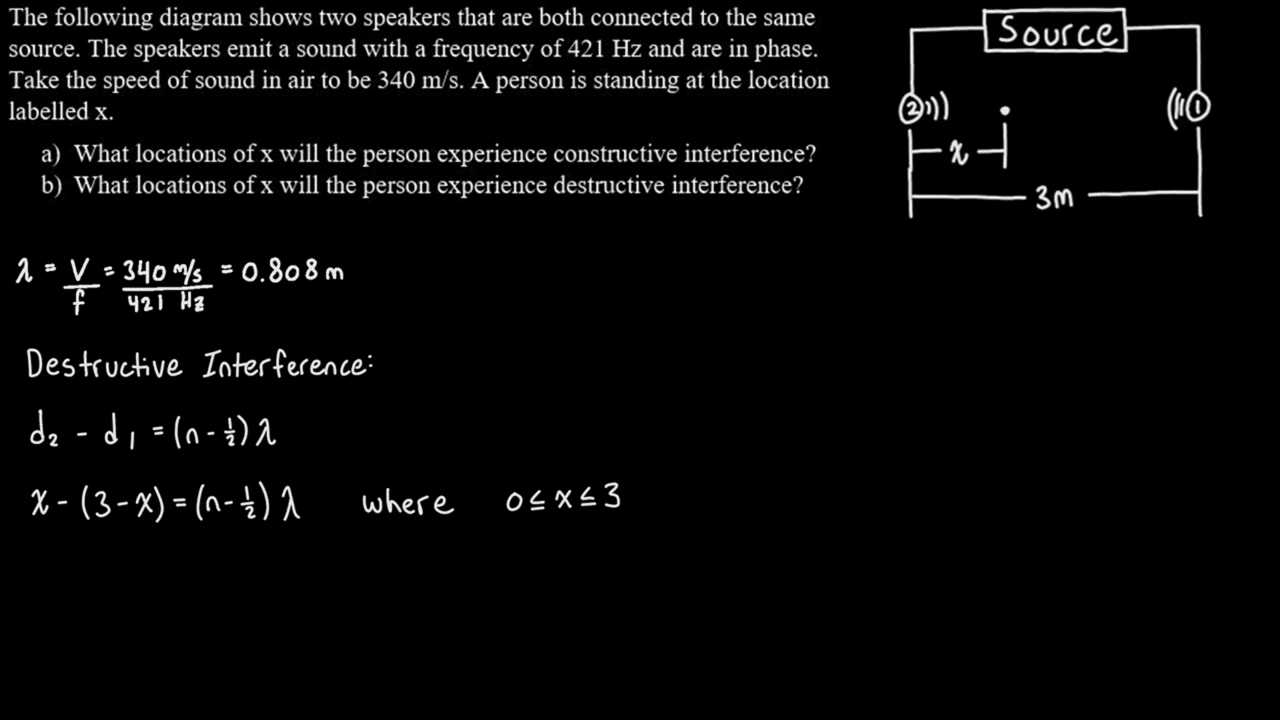 The following diagram shows two speakers that are both connected to the same
source. The speakers emit a sound with a frequency of 421 Hz and are in phase.
Take the speed of sound in air to be 340 m/s. A person is standing at the location
labelled x.
a) What locations of x will the person experience constructive interference?
b) What locations of x will the person experience destructive interference?
Source
2
1
x
3m
λ = V/f = 340 m/s / 421 Hz = 0.808 m
Destructive Interference:
d₂ - d₁ = (n - ½) λ
x - (3 - x) = (n - ½) λ where 0 ≤ x ≤ 3